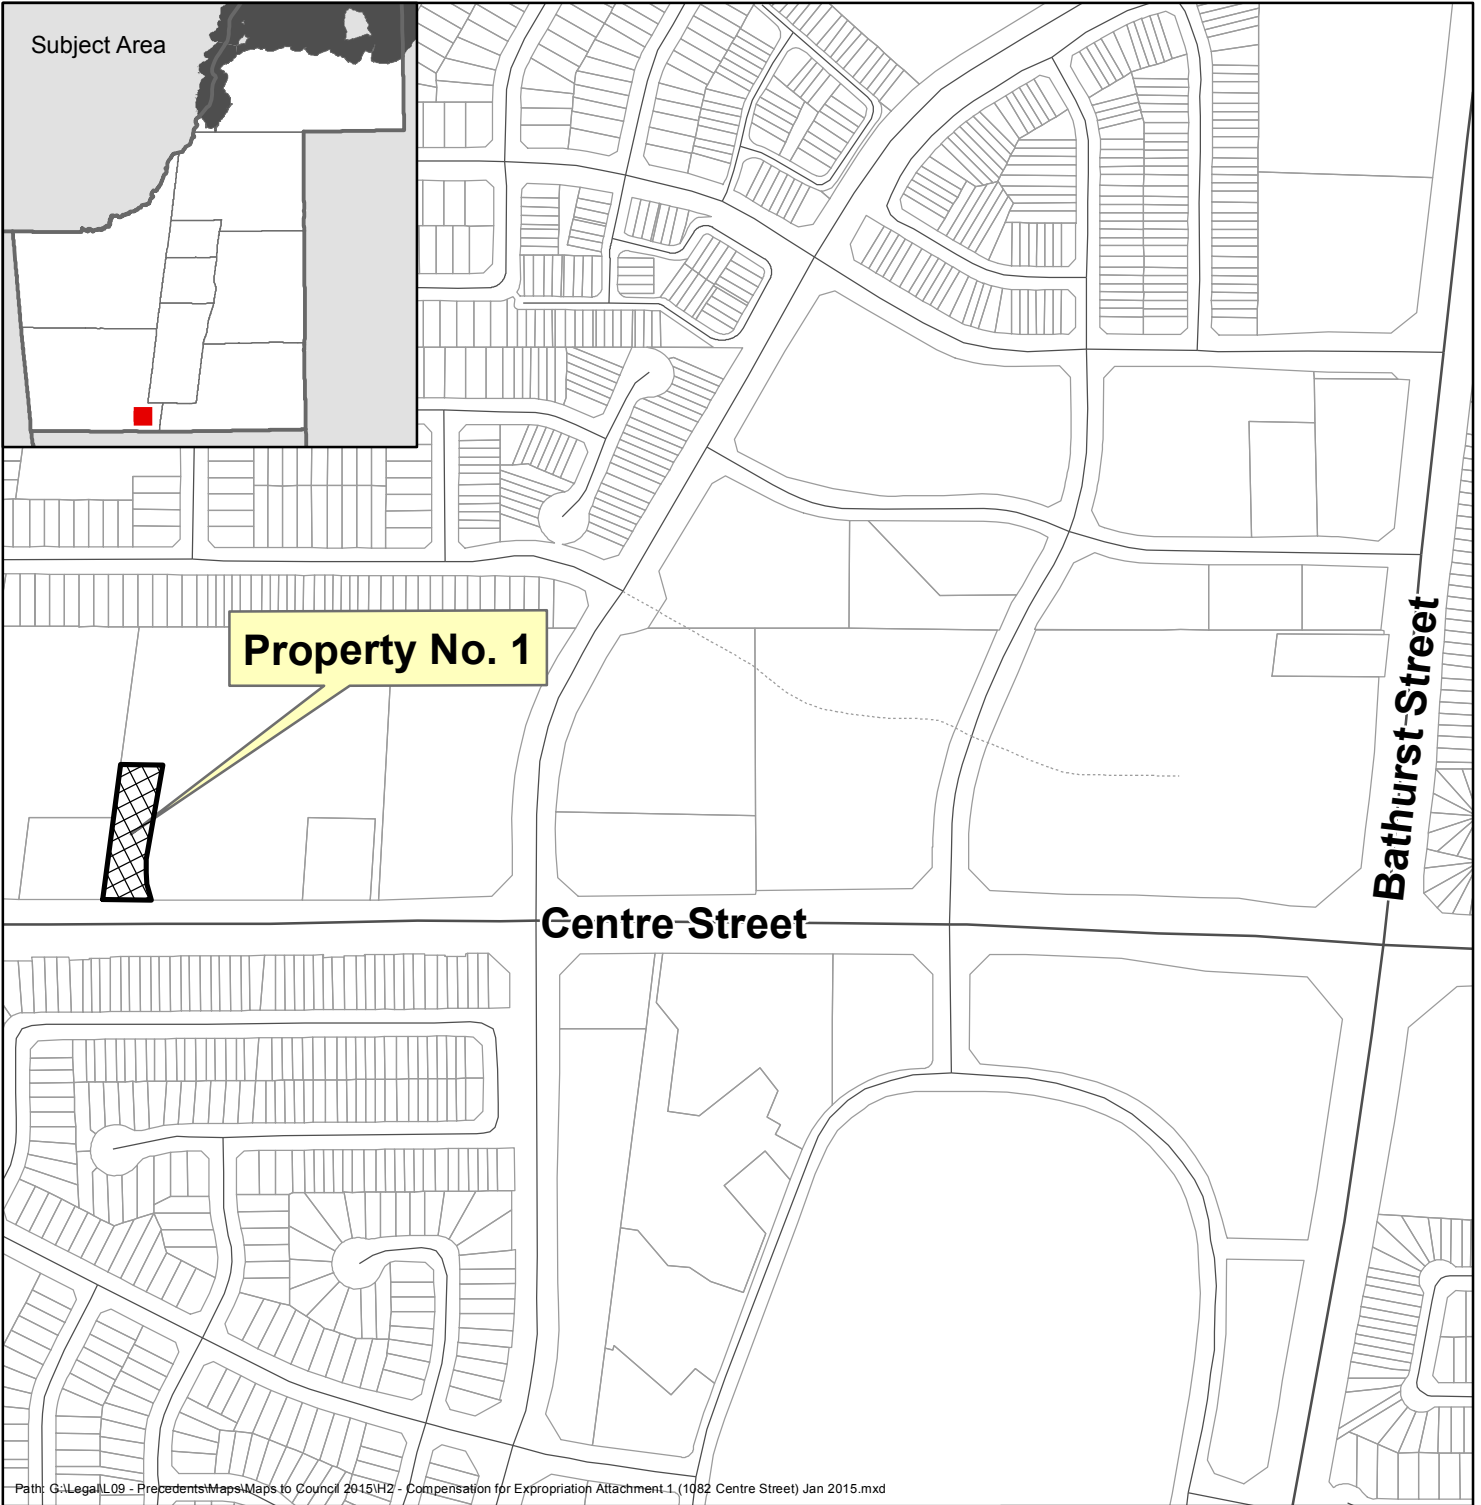 Subject Area
Property No. 1
Bathurst Street
Centre Street
Path: G:\Legal\L09 - Precedents\Maps\Maps to Council 2015\H2 - Compensation for Expropriation Attachment 1 (1082 Centre Street) Jan 2015.mxd